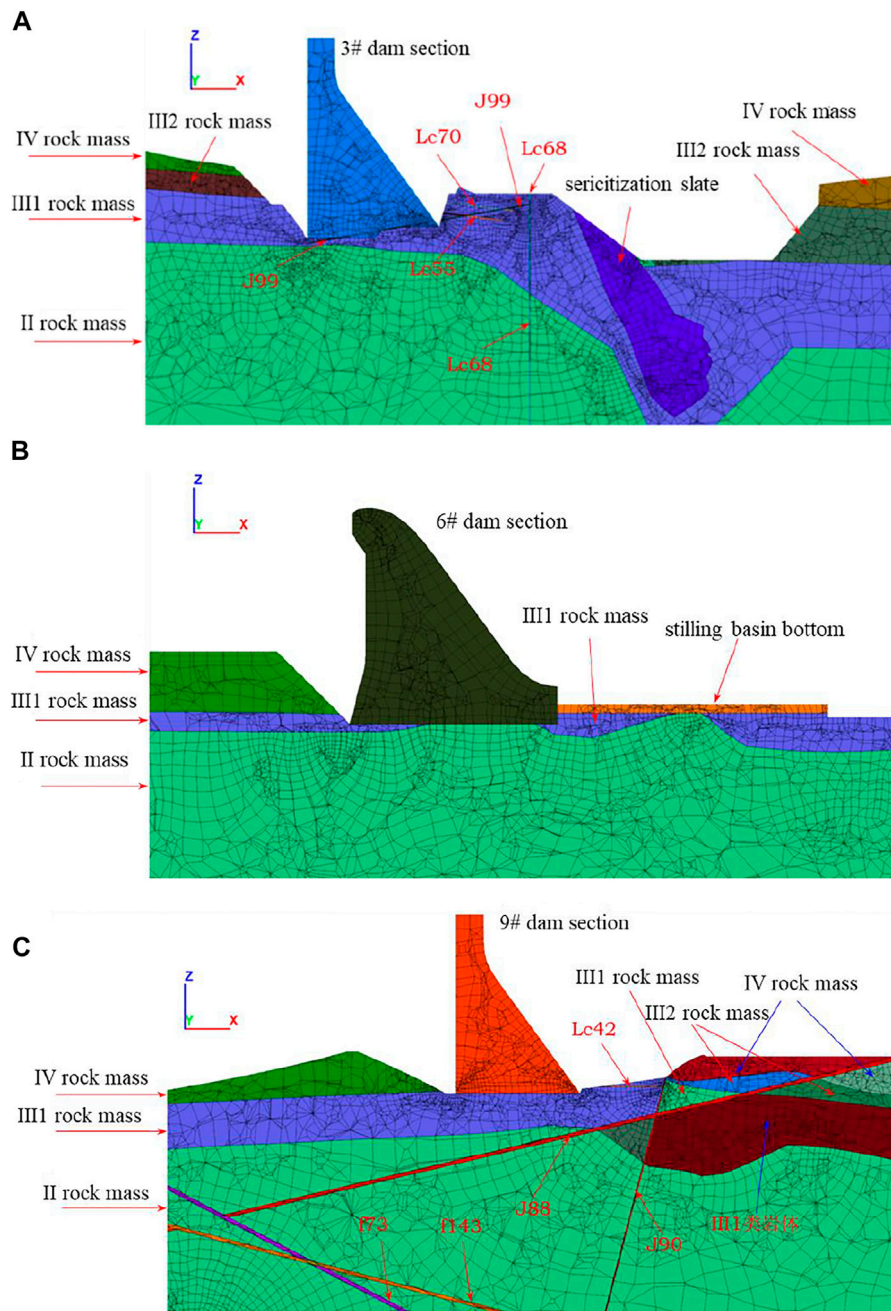 A
Z
Y
X
3# dam section
J99
III2 rock mass
IV rock mass
Lc70
Lc68
IV rock mass
III2 rock mass
sericitization slate
III1 rock mass
J99
Lc55
II rock mass
Lc68
B
Z
Y
X
6# dam section
III1 rock mass
stilling basin bottom
IV rock mass
III1 rock mass
II rock mass
C
9# dam section
Z
Y
X
III1 rock mass
IV rock mass
III2 rock mass
Lc42
IV rock mass
III1 rock mass
II rock mass
J88
f73
f143
J90
III1类岩体